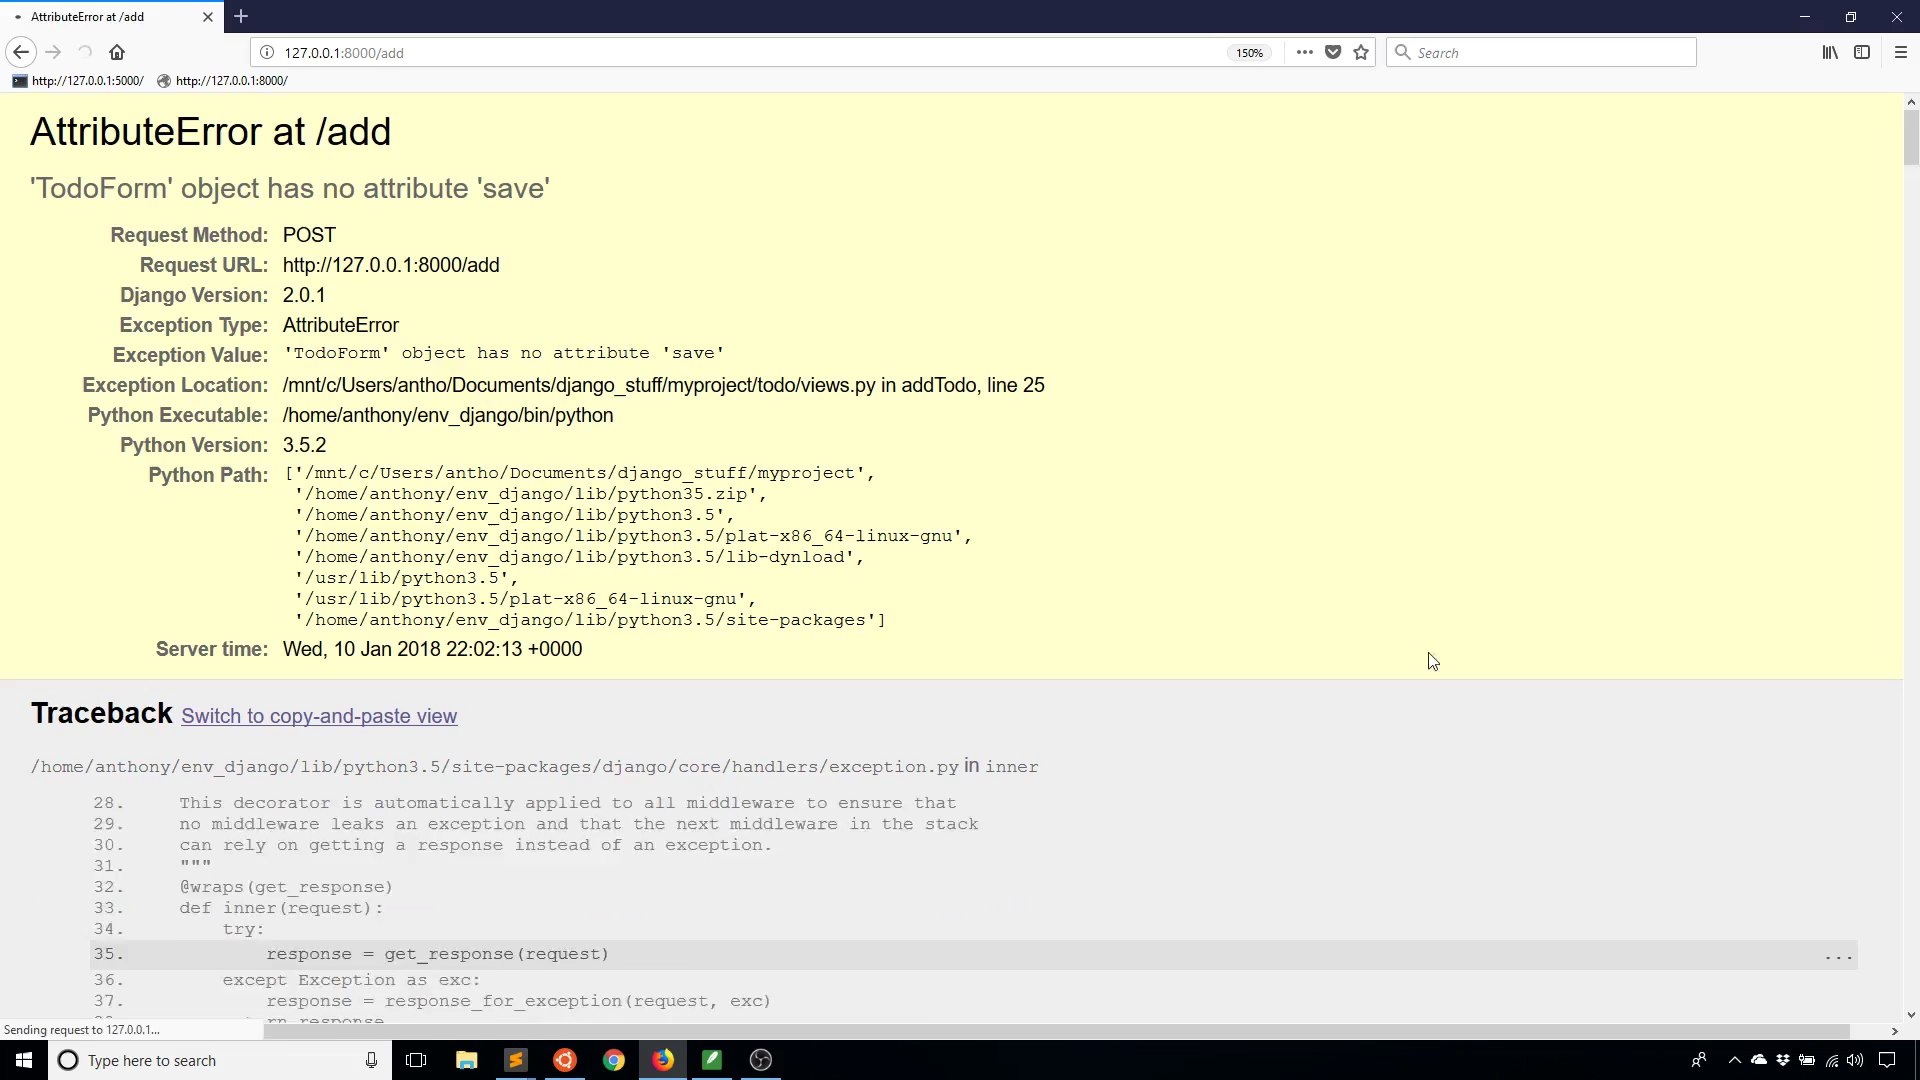 AttributeError at /add
127.0.0.1:8000/add
150%
Search
http://127.0.0.1:5000/
http://127.0.0.1:8000/
AttributeError at /add
'TodoForm' object has no attribute 'save'
Request Method: POST
Request URL: http://127.0.0.1:8000/add
Django Version: 2.0.1
Exception Type: AttributeError
Exception Value: 'TodoForm' object has no attribute 'save'
Exception Location: /mnt/c/Users/antho/Documents/django_stuff/myproject/todo/views.py in addTodo, line 25
Python Executable: /home/anthony/env_django/bin/python
Python Version: 3.5.2
Python Path: ['/mnt/c/Users/antho/Documents/django_stuff/myproject',
'/home/anthony/env_django/lib/python35.zip',
'/home/anthony/env_django/lib/python3.5',
'/home/anthony/env_django/lib/python3.5/plat-x86_64-linux-gnu',
'/home/anthony/env_django/lib/python3.5/lib-dynload',
'/usr/lib/python3.5',
'/usr/lib/python3.5/plat-x86_64-linux-gnu',
'/home/anthony/env_django/lib/python3.5/site-packages']
Server time: Wed, 10 Jan 2018 22:02:13 +0000
Traceback Switch to copy-and-paste view
/home/anthony/env_django/lib/python3.5/site-packages/django/core/handlers/exception.py in inner
28. This decorator is automatically applied to all middleware to ensure that
29. no middleware leaks an exception and that the next middleware in the stack
30. can rely on getting a response instead of an exception.
31. """
32. @wraps(get_response)
33. def inner(request):
34. try:
35. response = get_response(request) ...
36. except Exception as exc:
37. response = response_for_exception(request, exc)
rn response
Sending request to 127.0.0.1...
Type here to search